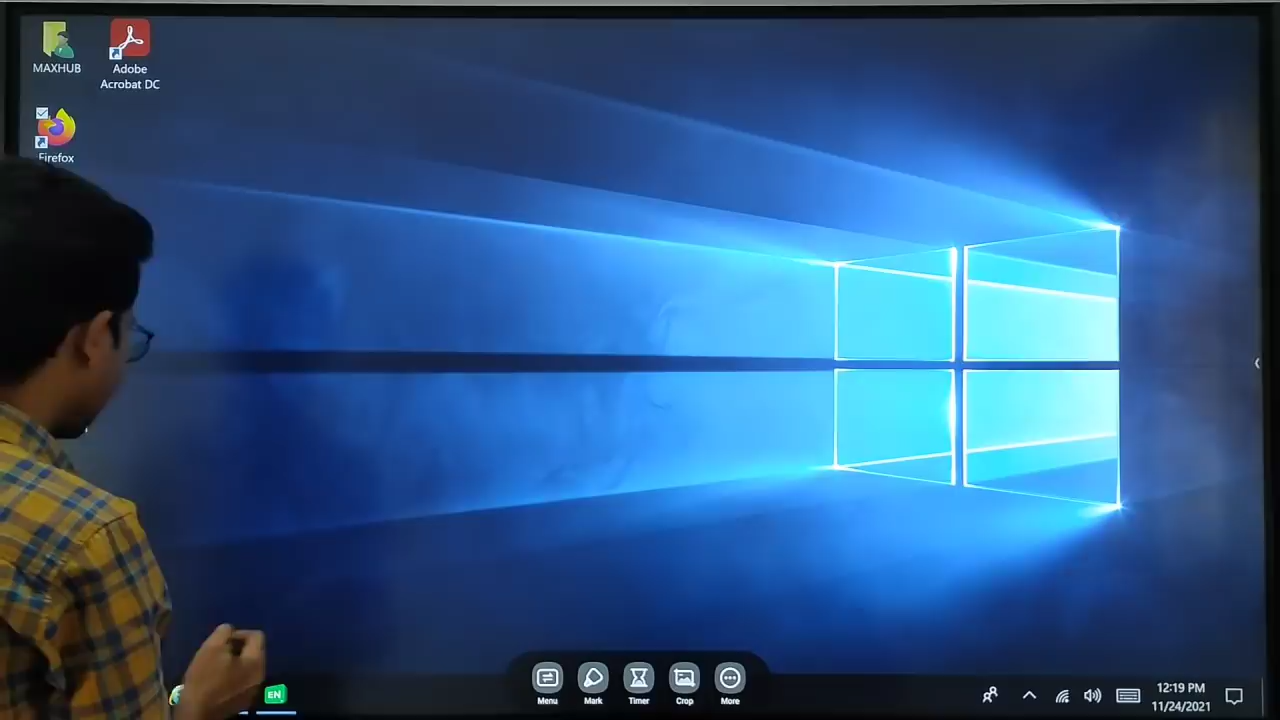 MAXHUB
Adobe
Acrobat DC
Firefox
EN
Menu
Mark
Timer
Crop
More
12:19 PM
11/24/2021